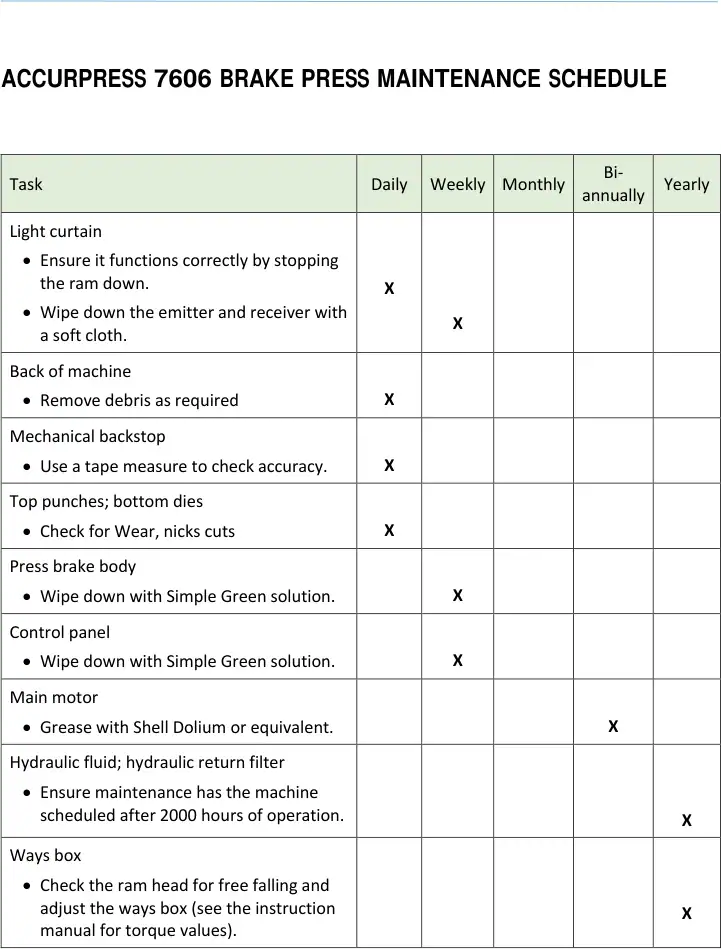 ACCURPRESS 7606 BRAKE PRESS MAINTENANCE SCHEDULE
Task Daily Weekly Monthly Bi-
annually Yearly
Light curtain
• Ensure it functions correctly by stopping
the ram down. X
• Wipe down the emitter and receiver with
a soft cloth. X
Back of machine
• Remove debris as required X
Mechanical backstop
• Use a tape measure to check accuracy. X
Top punches; bottom dies
• Check for Wear, nicks cuts X
Press brake body
• Wipe down with Simple Green solution. X
Control panel
• Wipe down with Simple Green solution. X
Main motor
• Grease with Shell Dolium or equivalent. X
Hydraulic fluid; hydraulic return filter
• Ensure maintenance has the machine
scheduled after 2000 hours of operation. X
Ways box
• Check the ram head for free falling and
adjust the ways box (see the instruction X
manual for torque values).